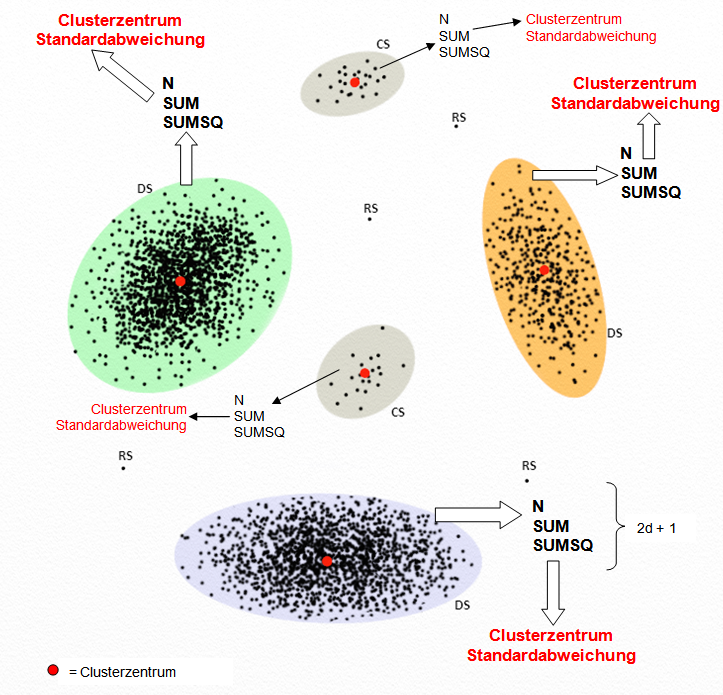 Clusterzentrum
Standardabweichung
N
SUM
SUMSQ
DS
CS
N
SUM
SUMSQ
Clusterzentrum
Standardabweichung
RS
Clusterzentrum
Standardabweichung
N
SUM
SUMSQ
DS
RS
CS
N
SUM
SUMSQ
Clusterzentrum
Standardabweichung
RS
RS
N
SUM
SUMSQ
2d + 1
DS
Clusterzentrum
Standardabweichung
= Clusterzentrum